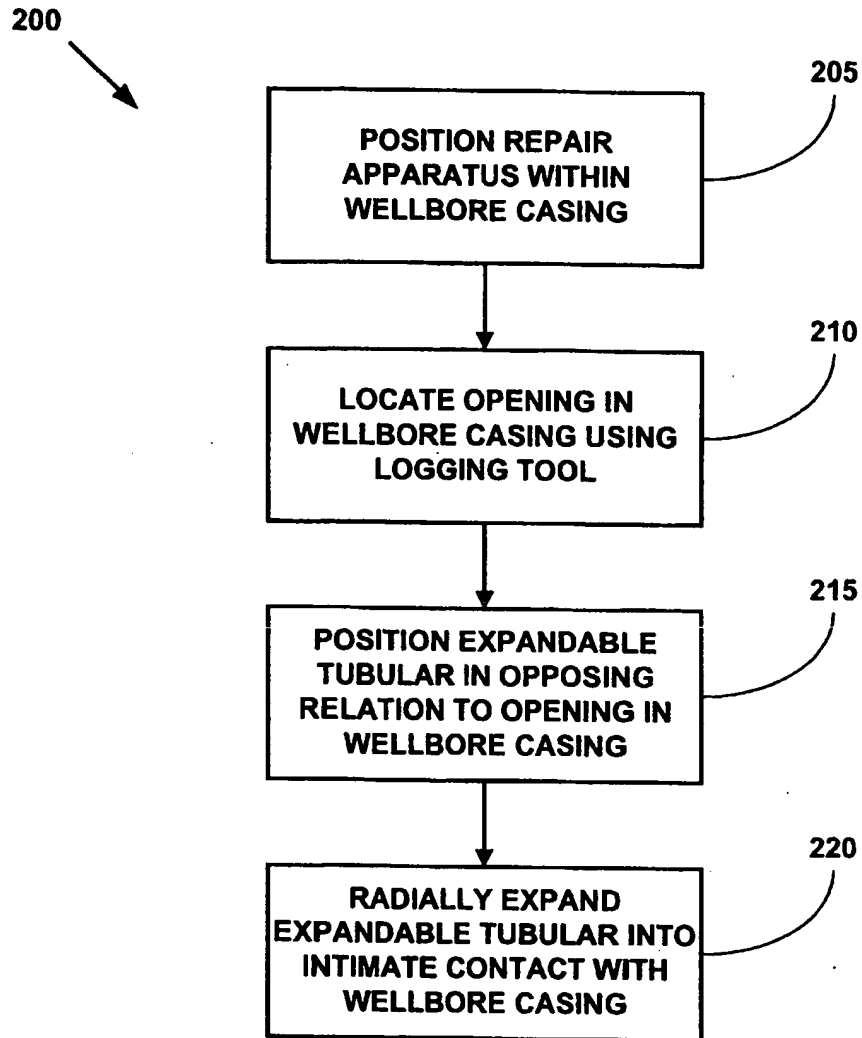 200
205
POSITION REPAIR
APPARATUS WITHIN
WELLBORE CASING
210
LOCATE OPENING IN
WELLBORE CASING USING
LOGGING TOOL
215
POSITION EXPANDABLE
TUBULAR IN OPPOSING
RELATION TO OPENING IN
WELLBORE CASING
220
RADIALLY EXPAND
EXPANDABLE TUBULAR INTO
INTIMATE CONTACT WITH
WELLBORE CASING